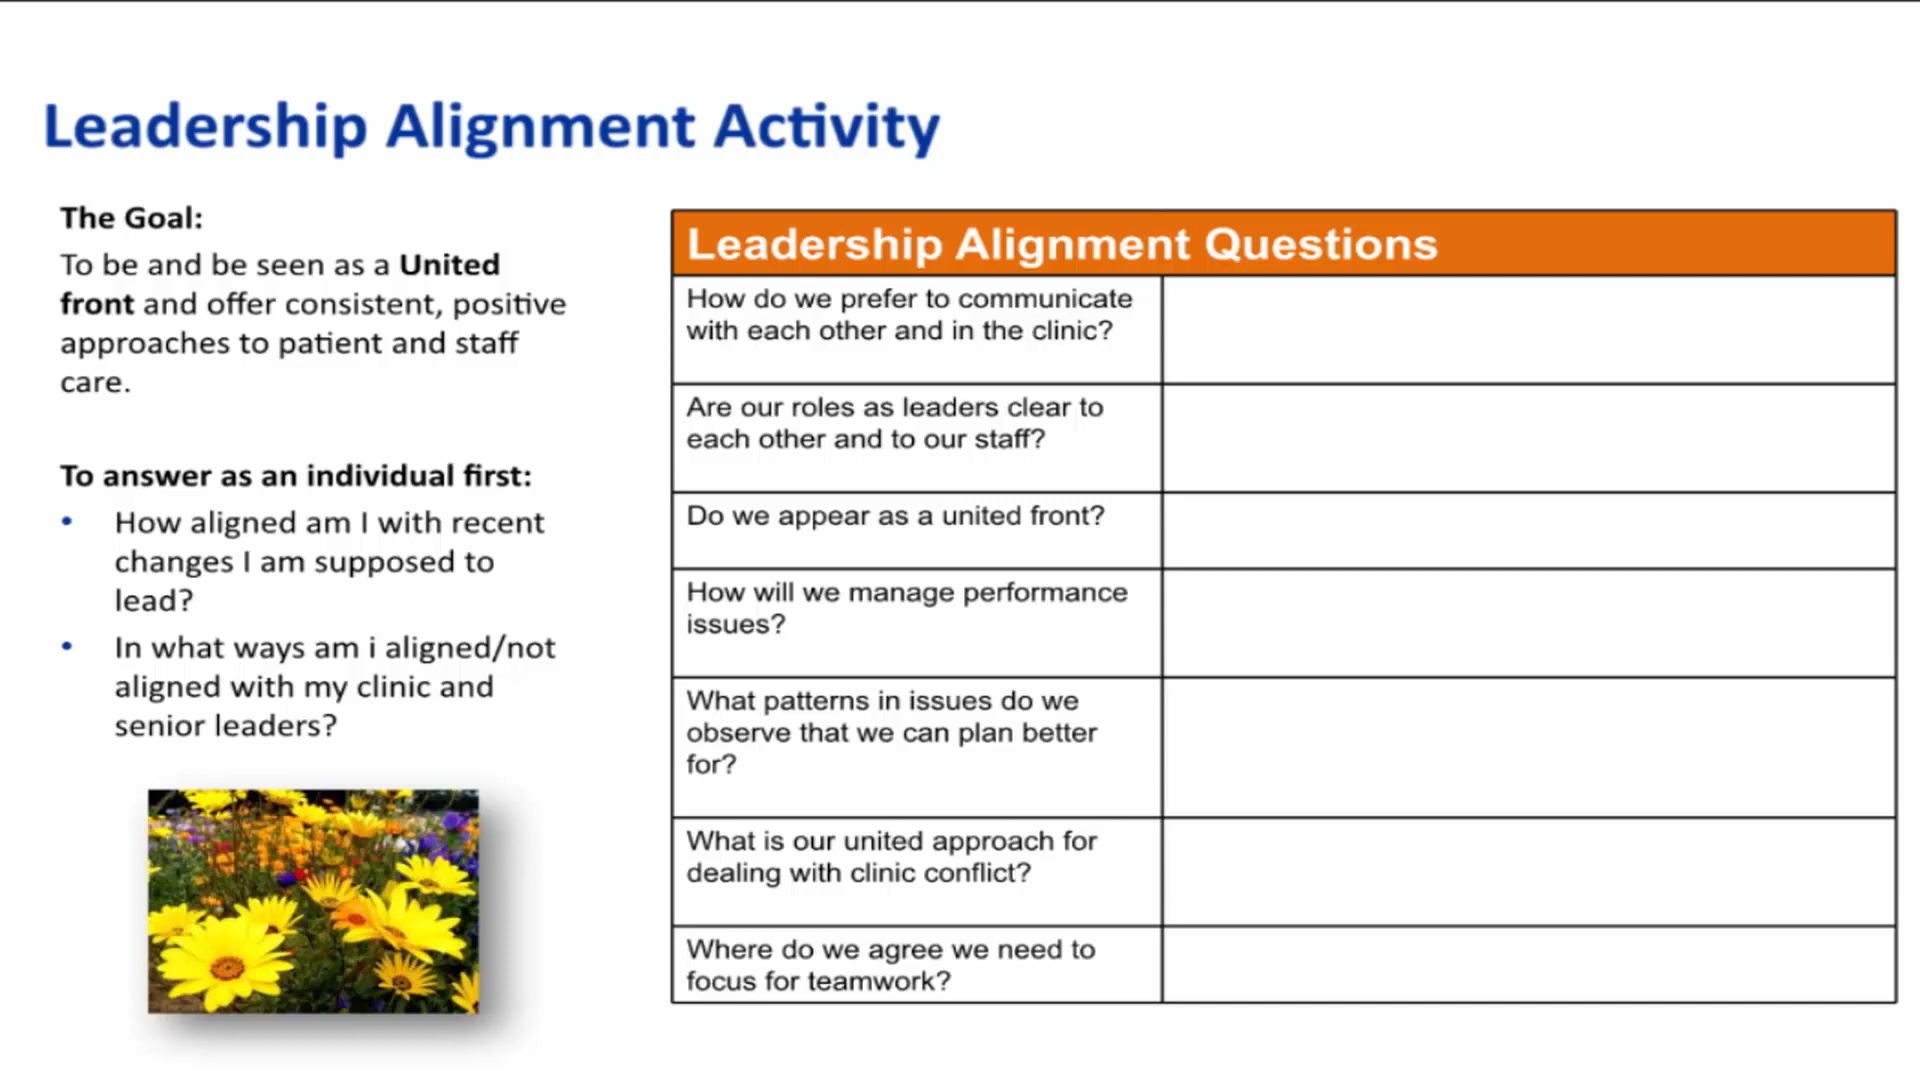 Leadership Alignment Activity
The Goal:
To be and be seen as a United
front and offer consistent, positive
approaches to patient and staff
care.
To answer as an individual first:
• How aligned am I with recent
changes I am supposed to
lead?
• In what ways am i aligned/not
aligned with my clinic and
senior leaders?
Leadership Alignment Questions
How do we prefer to communicate
with each other and in the clinic?
Are our roles as leaders clear to
each other and to our staff?
Do we appear as a united front?
How will we manage performance
issues?
What patterns in issues do we
observe that we can plan better
for?
What is our united approach for
dealing with clinic conflict?
Where do we agree we need to
focus for teamwork?